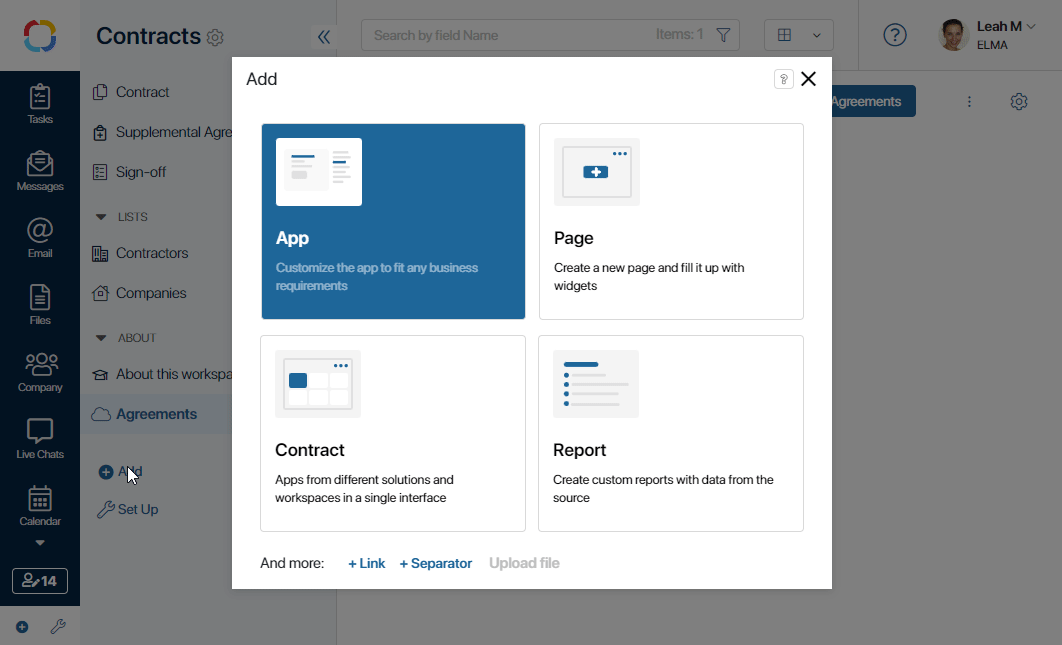 Contracts
Search by field Name
Items: 1
?
Leah M
ELMA
Tasks
Messages
Email
Files
Company
Live Chats
Calendar
14
Contract
Supplemental Agre
Sign-off
LISTS
Contractors
Companies
ABOUT
About this workspa
Agreements
Add
Set Up
Agreements
Add
?
App
Customize the app to fit any business
requirements
Page
Create a new page and fill it up with
widgets
Contract
Apps from different solutions and
workspaces in a single interface
Report
Create custom reports with data from the
source
And more:
+ Link
+ Separator
Upload file